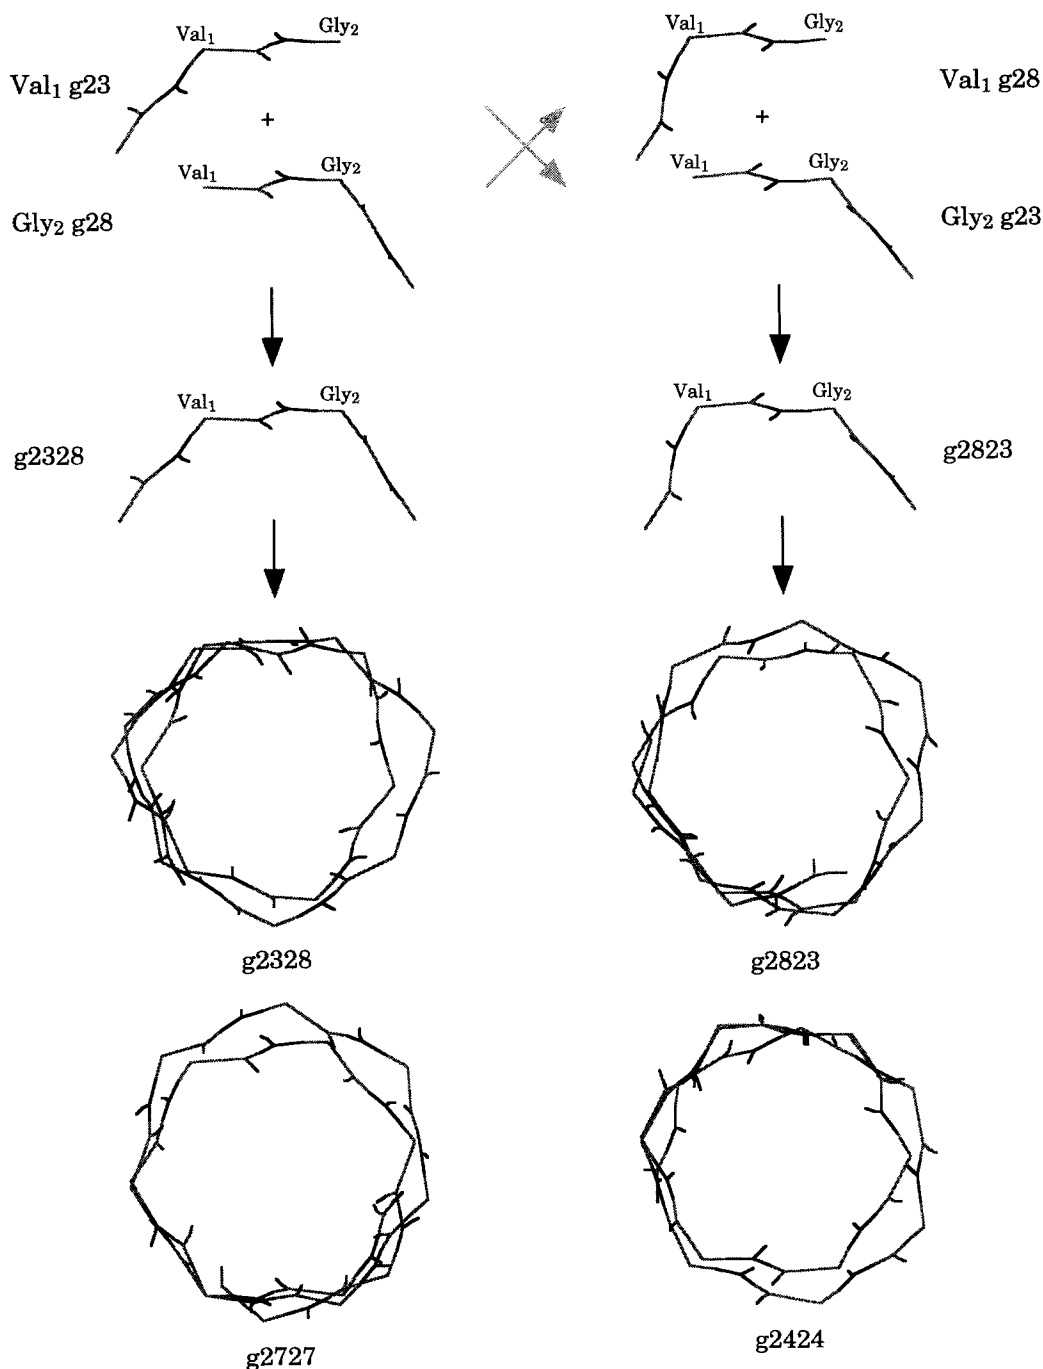 Val₁ Gly₂ Val₁ Gly₂
Val₁ g23 + Val₁ g28 +
Val₁ Gly₂ Val₁ Gly₂
Gly₂ g28 Gly₂ g23
Val₁ Gly₂ Val₁ Gly₂
g2328 g2823
g2328 g2823
g2727 g2424